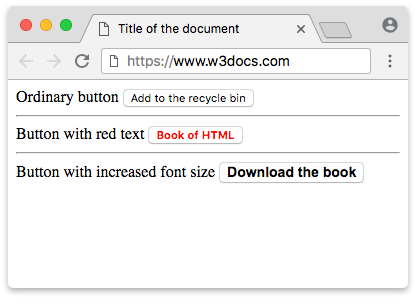 Title of the document
https://www.w3docs.com
Ordinary button Add to the recycle bin
Button with red text Book of HTML
Button with increased font size Download the book